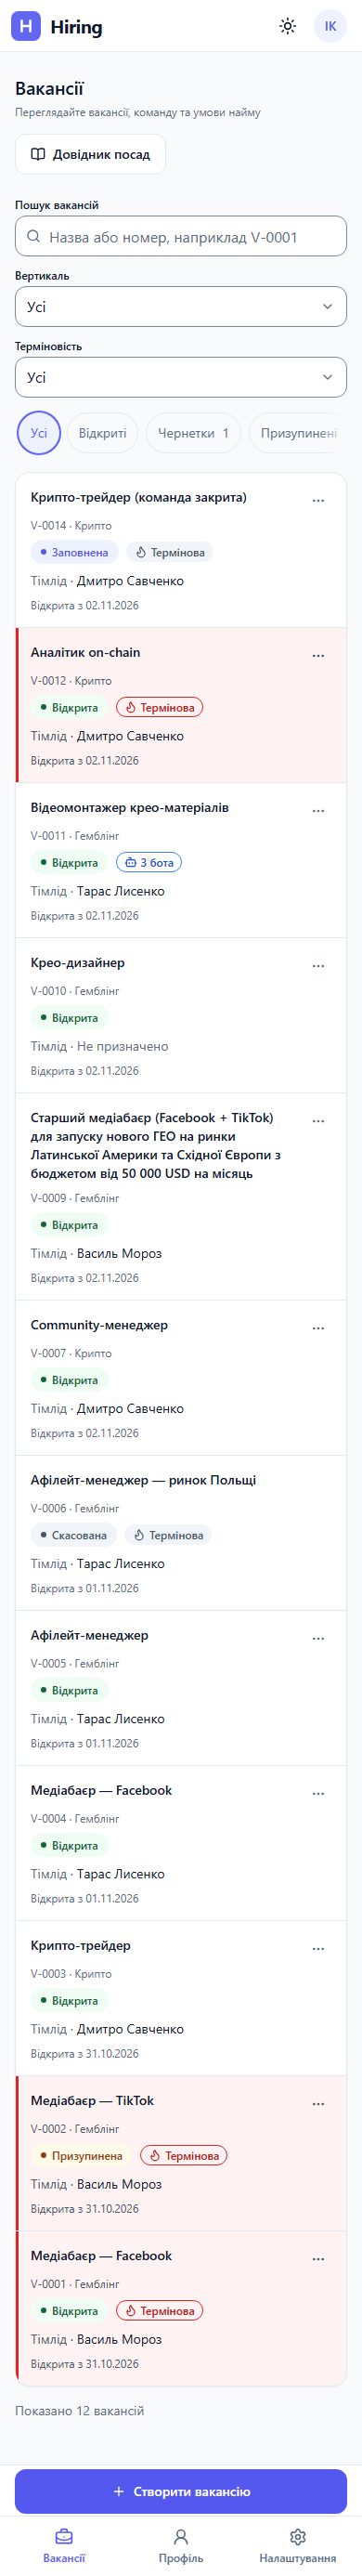 H Hiring ІК
Вакансії
Переглядайте вакансії, команду та умови найму
Довідник посад
Пошук вакансій
Назва або номер, наприклад V-0001
Вертикаль
Усі
Терміновість
Усі
Усі Відкриті Чернетки 1 Призупинені
Крипто-трейдер (команда закрита) ...
V-0014 · Крипто
Заповнена Термінова
Тімлід · Дмитро Савченко
Відкрита з 02.11.2026
Аналітик on-chain ...
V-0012 · Крипто
Відкрита Термінова
Тімлід · Дмитро Савченко
Відкрита з 02.11.2026
Відеомонтажер крео-матеріалів ...
V-0011 · Гемблінг
Відкрита З бота
Тімлід · Тарас Лисенко
Відкрита з 02.11.2026
Крео-дизайнер ...
V-0010 · Гемблінг
Відкрита
Тімлід · Не призначено
Відкрита з 02.11.2026
Старший медіабаєр (Facebook + TikTok) ...
для запуску нового ГЕО на ринки
Латинської Америки та Східної Європи з
бюджетом від 50 000 USD на місяць
V-0009 · Гемблінг
Відкрита
Тімлід · Василь Мороз
Відкрита з 02.11.2026
Community-менеджер ...
V-0007 · Крипто
Відкрита
Тімлід · Дмитро Савченко
Відкрита з 02.11.2026
Афілейт-менеджер — ринок Польщі
V-0006 · Гемблінг
Скасована Термінова
Тімлід · Тарас Лисенко
Відкрита з 01.11.2026
Афілейт-менеджер ...
V-0005 · Гемблінг
Відкрита
Тімлід · Тарас Лисенко
Відкрита з 01.11.2026
Медіабаєр — Facebook ...
V-0004 · Гемблінг
Відкрита
Тімлід · Тарас Лисенко
Відкрита з 01.11.2026
Крипто-трейдер ...
V-0003 · Крипто
Відкрита
Тімлід · Дмитро Савченко
Відкрита з 31.10.2026
Медіабаєр — TikTok ...
V-0002 · Гемблінг
Призупинена Термінова
Тімлід · Василь Мороз
Відкрита з 31.10.2026
Медіабаєр — Facebook ...
V-0001 · Гемблінг
Відкрита Термінова
Тімлід · Василь Мороз
Відкрита з 31.10.2026
Показано 12 вакансій
+ Створити вакансію
Вакансії Профіль Налаштування